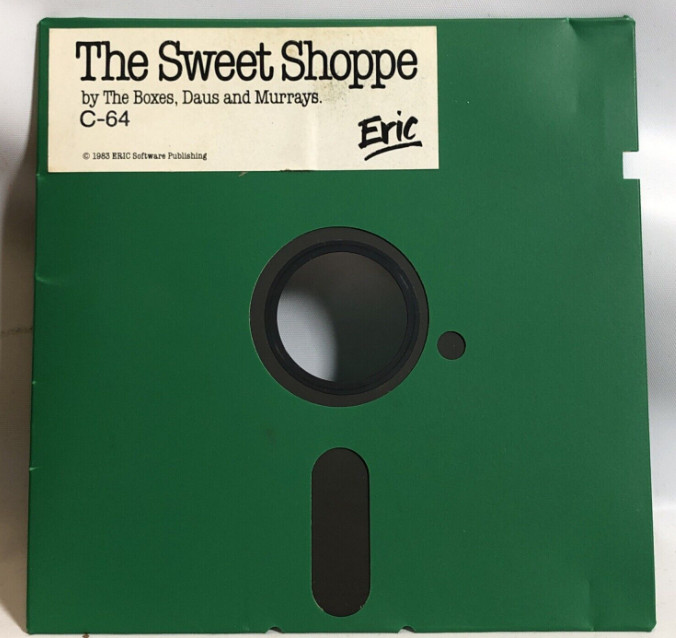 The Sweet Shoppe
by The Boxes, Daus and Murrays.
C-64
Eric
© 1983 ERIC Software Publishing